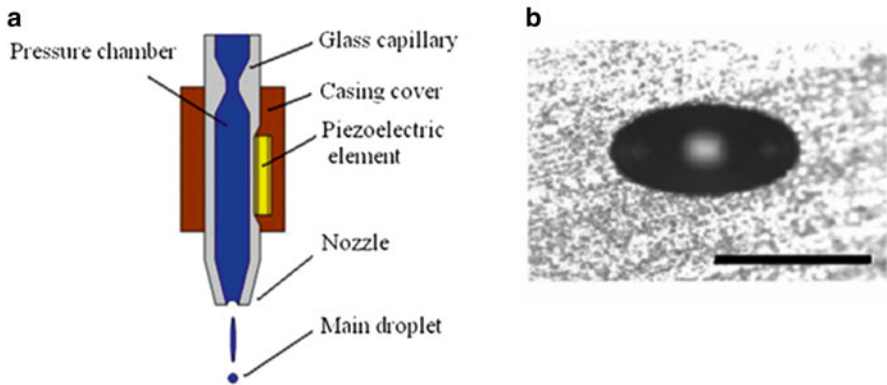 a
Pressure chamber
Glass capillary
Casing cover
Piezoelectric
element
Nozzle
Main droplet
b